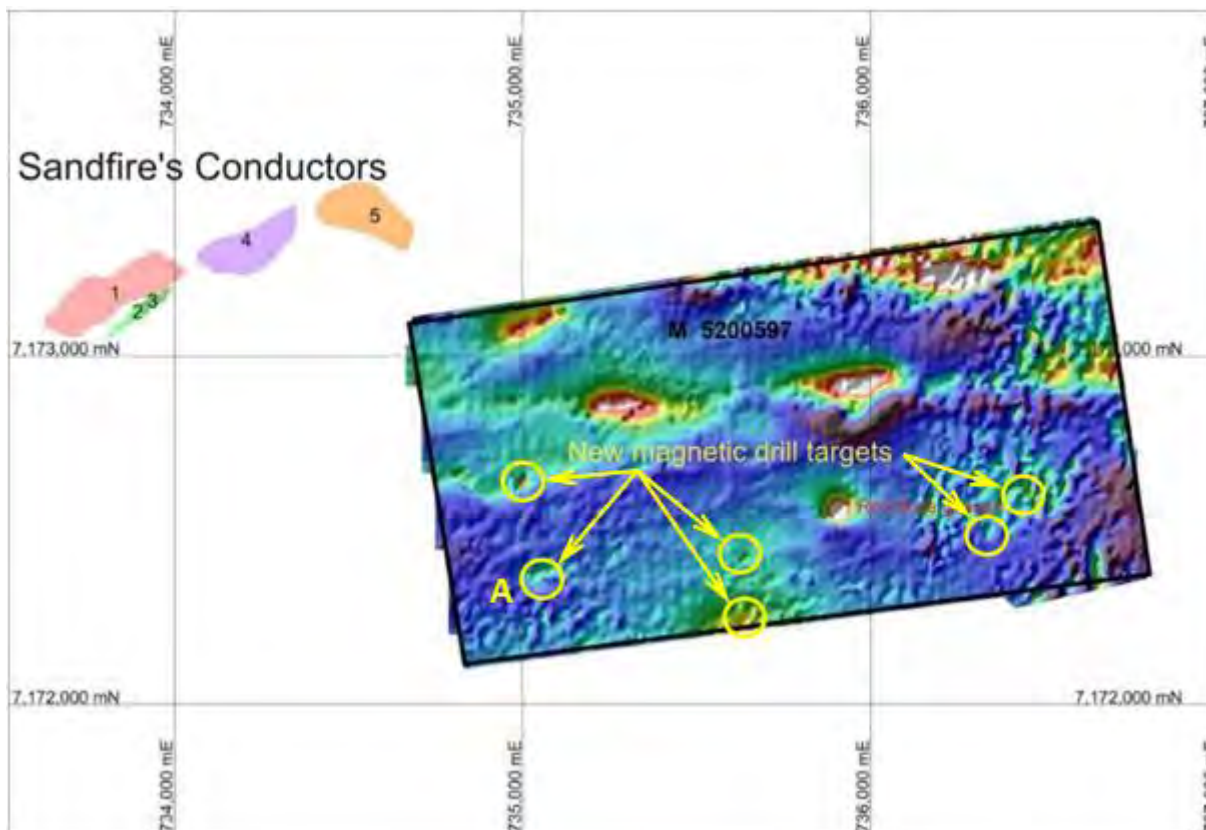 734,000 mE
735,000 mE
736,000 mE
Sandfire's Conductors
5
4
1
2
3
M 5200597
7,173,000 mN
000 mN
New magnetic drill targets
A
7,172,000 mN
7,172,000 mN
734,000 mE
735,000 mE
736,000 mE